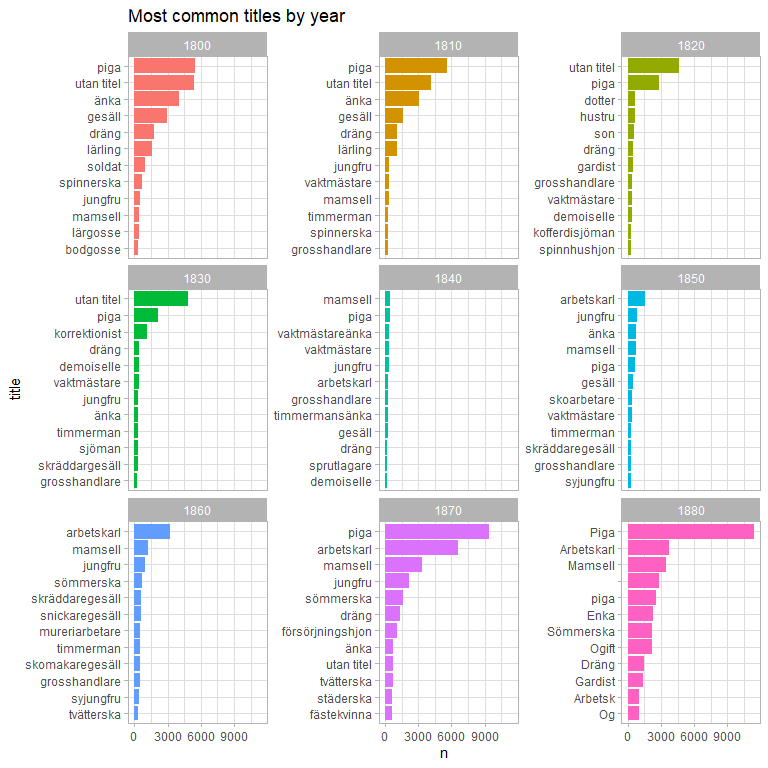 Most common titles by year
1800
piga
utan titel
änka
gesäll
dräng
lärling
soldat
spinnerska
jungfru
mamsell
lärgosse
bodgosse
1810
piga
utan titel
änka
gesäll
dräng
lärling
jungfru
vaktmästare
mamsell
timmerman
spinnerska
grosshandlare
1820
utan titel
piga
dotter
hustru
son
dräng
gardist
grosshandlare
vaktmästare
demoiselle
kofferdisjöman
spinnhushjon
1830
utan titel
piga
korrektionist
dräng
demoiselle
vaktmästare
jungfru
änka
timmerman
sjöman
skräddargesäll
grosshandlare
1840
mamsell
piga
vaktmästareänka
vaktmästare
jungfru
arbetskarl
grosshandlare
timmermansänka
gesäll
dräng
sprutlagare
demoiselle
1850
arbetskarl
jungfru
änka
mamsell
piga
gesäll
skoarbetare
vaktmästare
timmerman
skräddaregesäll
grosshandlare
syjungfru
1860
arbetskarl
mamsell
jungfru
sömmerska
skräddaregesäll
snickaregesäll
mureriarbetare
timmerman
skomakaregesäll
grosshandlare
syjungfru
tvätterska
0 3000 6000 9000
1870
piga
arbetskarl
mamsell
jungfru
sömmerska
dräng
försörjningshjon
änka
utan titel
tvätterska
städerska
fästekvinna
0 3000 6000 9000
1880
Piga
Arbetskarl
Mamsell
piga
Enka
Sömmerska
Ogift
Dräng
Gardist
Arbetsk
Og
0 3000 6000 9000
title
n